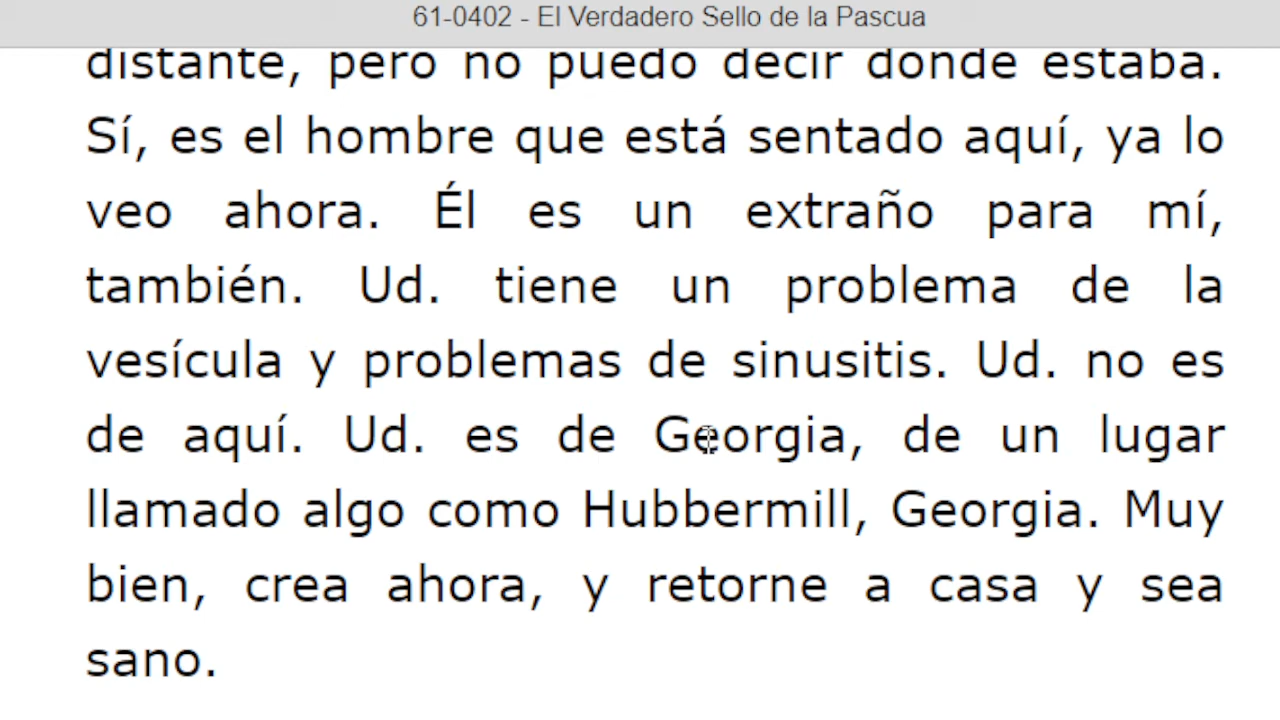 61-0402 - El Verdadero Sello de la Pascua
distante, pero no puedo decir dónde estaba.
Sí, es el hombre que está sentado aquí, ya lo
veo ahora. Él es un extraño para mí,
también. Ud. tiene un problema de la
vesícula y problemas de sinusitis. Ud. no es
de aquí. Ud. es de Georgia, de un lugar
llamado algo como Hubbermill, Georgia. Muy
bien, crea ahora, y retorne a casa y sea
sano.